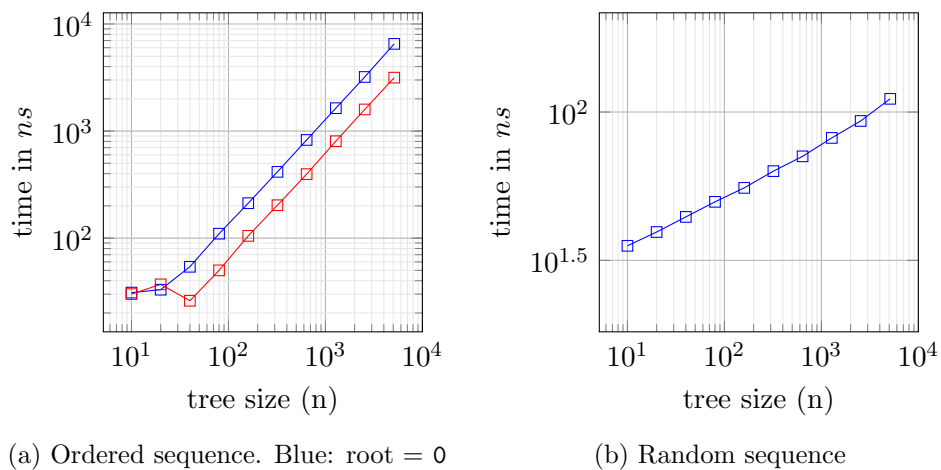 10^4
10^3
10^2
time in ns
10^1 10^2 10^3 10^4
tree size (n)
(a) Ordered sequence. Blue: root = 0
10^2
10^1.5
time in ns
10^1 10^2 10^3 10^4
tree size (n)
(b) Random sequence